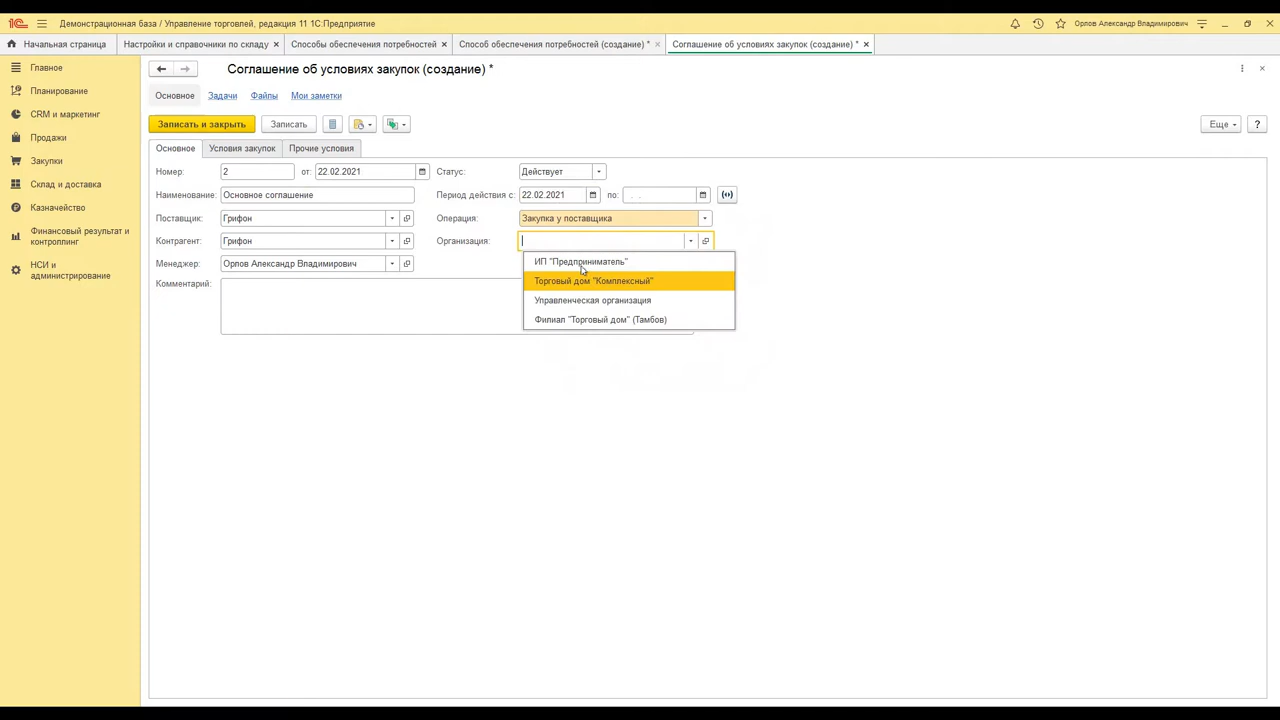 1С Демонстрационная база / Управление торговлей, редакция 11 1С:Предприятие Орлов Александр Владимирович
Начальная страница Настройки и справочники по складу × Способы обеспечения потребностей × Способ обеспечения потребностей (создание) * × Соглашение об условиях закупок (создание) * ×
Главное
Планирование
CRM и маркетинг
Продажи
Закупки
Склад и доставка
Казначейство
Финансовый результат и
контроллинг
НСИ и
администрирование
Соглашение об условиях закупок (создание) *
Основное Задачи Файлы Мои заметки
Записать и закрыть Записать Еще ?
Основное Условия закупок Прочие условия
Номер: 2 от: 22.02.2021 Статус: Действует
Наименование: Основное соглашение Период действия с: 22.02.2021 по: . .
Поставщик: Грифон Операция: Закупка у поставщика
Контрагент: Грифон Организация:
Менеджер: Орлов Александр Владимирович
Комментарий:
ИП "Предприниматель"
Торговый дом "Комплексный"
Управленческая организация
Филиал "Торговый дом" (Тамбов)